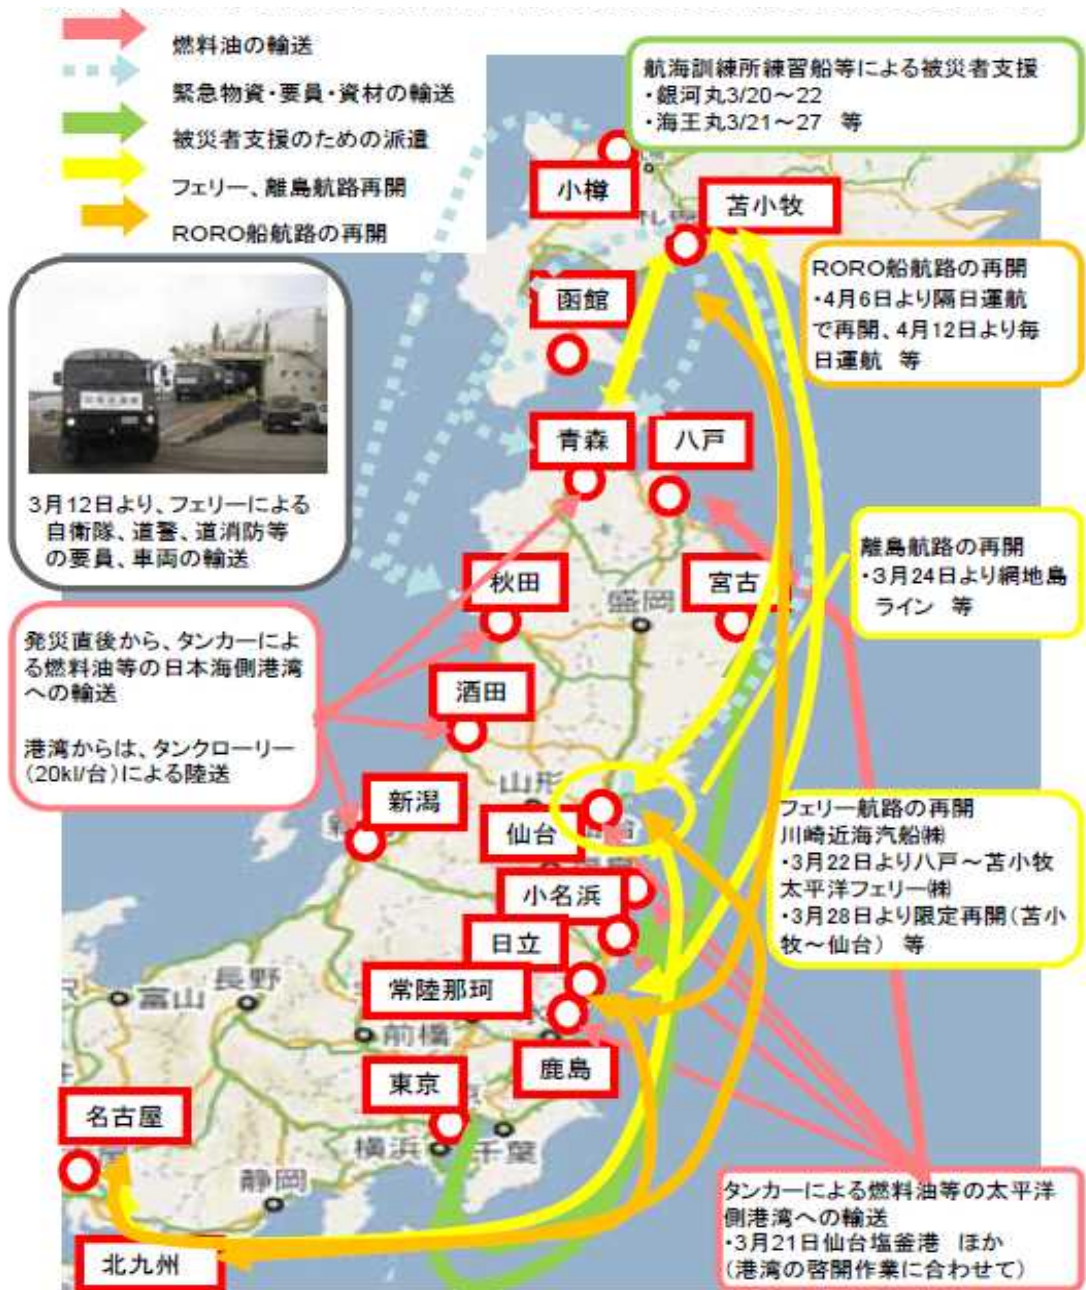 燃料油の輸送
緊急物資・要員・資材の輸送
被災者支援のための派遣
フェリー、離島航路再開
RORO船航路の再開
航海訓練所練習船等による被災者支援
・銀河丸3/20～22
・海王丸3/21～27　等
小樽
苫小牧
函館
RORO船航路の再開
・4月6日より隔日運航
で再開、4月12日より毎
日運航　等
3月12日より、フェリーによる
自衛隊、道警、道消防等
の要員、車両の輸送
青森
八戸
離島航路の再開
・3月24日より網地島
ライン　等
秋田
盛岡
宮古
発災直後から、タンカーによ
る燃料油等の日本海側港湾
への輸送
港湾からは、タンクローリー
（20kl/台）による陸送
酒田
山形
新潟
仙台
フェリー航路の再開
川崎近海汽船㈱
・3月22日より八戸～苫小牧
太平洋フェリー㈱
・3月28日より限定再開（苫小
牧～仙台）　等
小名浜
日立
長野
富山
常陸那珂
前橋
鹿島
東京
名古屋
横浜
千葉
静岡
北九州
タンカーによる燃料油等の太平洋
側港湾への輸送
・3月21日仙台塩釜港　ほか
（港湾の啓開作業に合わせて）